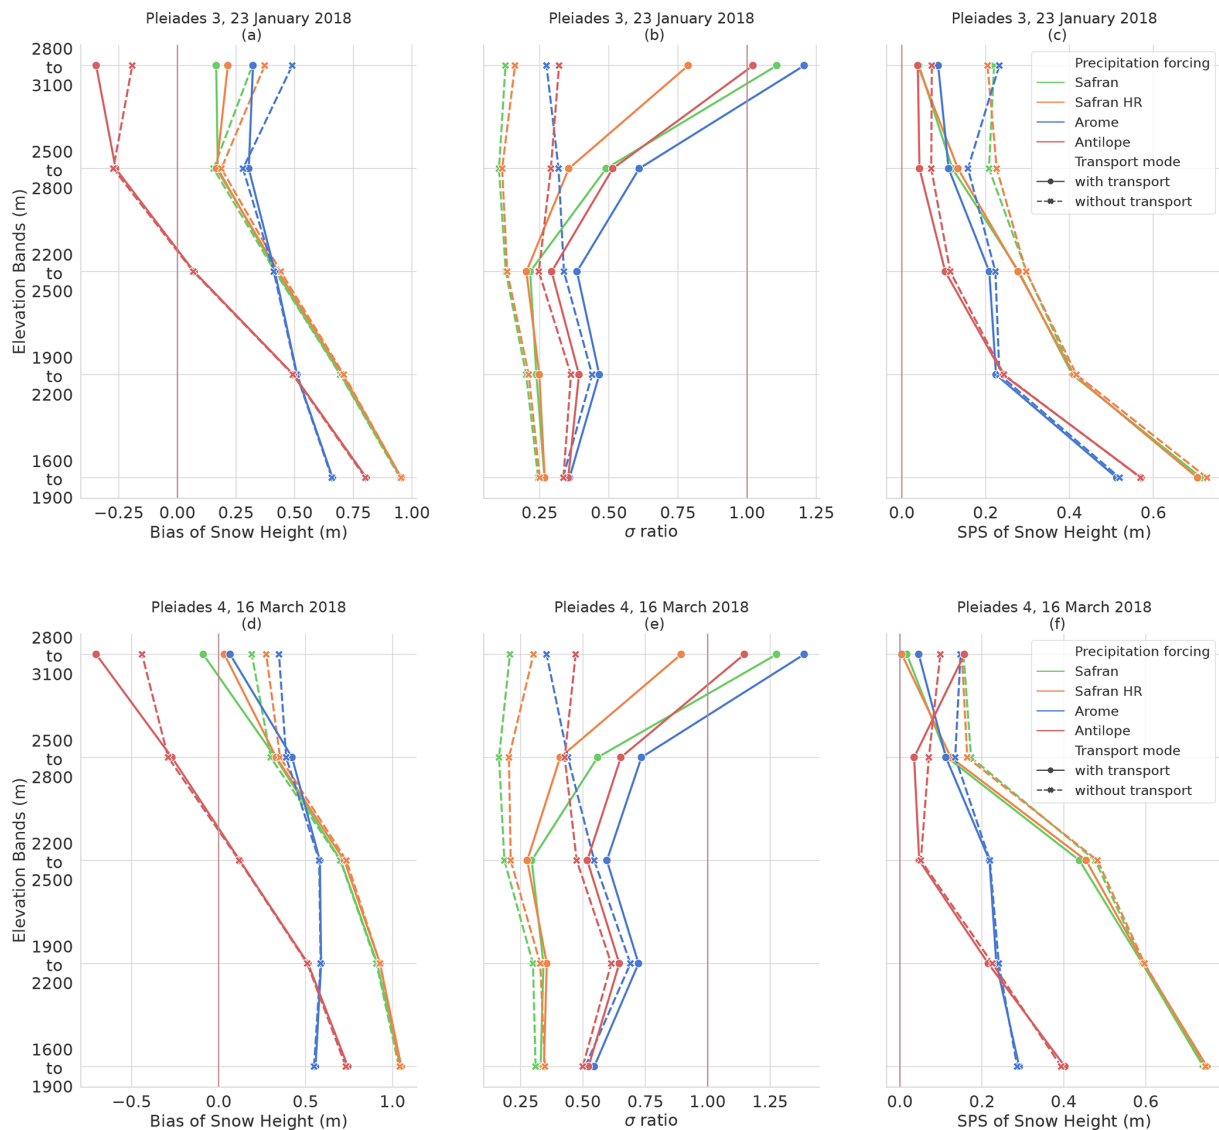 Pleiades 3, 23 January 2018
(a)
Elevation Bands (m)
2800
to
3100
2500
to
2800
2200
to
2500
1900
to
2200
1600
to
1900
−0.25 0.00 0.25 0.50 0.75 1.00
Bias of Snow Height (m)
Pleiades 3, 23 January 2018
(b)
0.25 0.50 0.75 1.00 1.25
σ ratio
Pleiades 3, 23 January 2018
(c)
Precipitation forcing
Safran
Safran HR
Arome
Antilope
Transport mode
with transport
without transport
0.0 0.2 0.4 0.6
SPS of Snow Height (m)
Pleiades 4, 16 March 2018
(d)
Elevation Bands (m)
2800
to
3100
2500
to
2800
2200
to
2500
1900
to
2200
1600
to
1900
−0.5 0.0 0.5 1.0
Bias of Snow Height (m)
Pleiades 4, 16 March 2018
(e)
0.25 0.50 0.75 1.00 1.25
σ ratio
Pleiades 4, 16 March 2018
(f)
Precipitation forcing
Safran
Safran HR
Arome
Antilope
Transport mode
with transport
without transport
0.0 0.2 0.4 0.6
SPS of Snow Height (m)